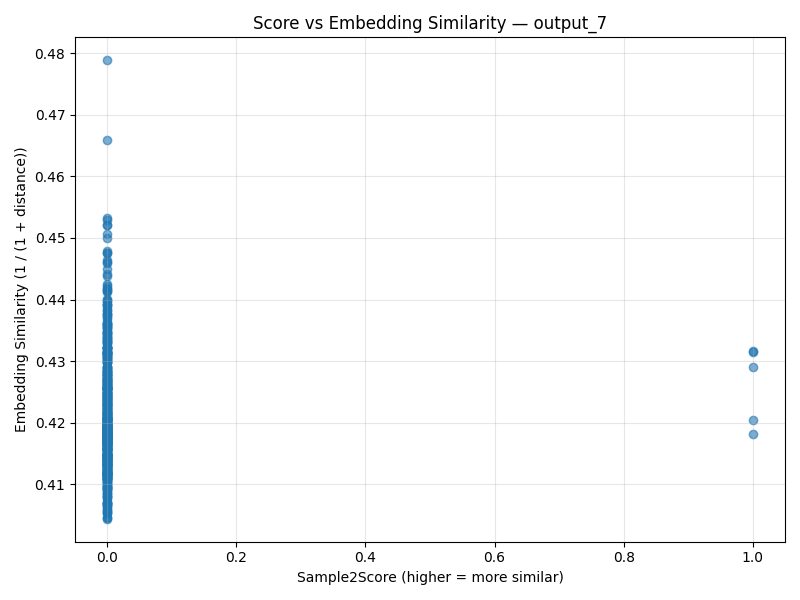 Score vs Embedding Similarity — output_7
Embedding Similarity (1 / (1 + distance))
0.48
0.47
0.46
0.45
0.44
0.43
0.42
0.41
0.0 0.2 0.4 0.6 0.8 1.0
Sample2Score (higher = more similar)